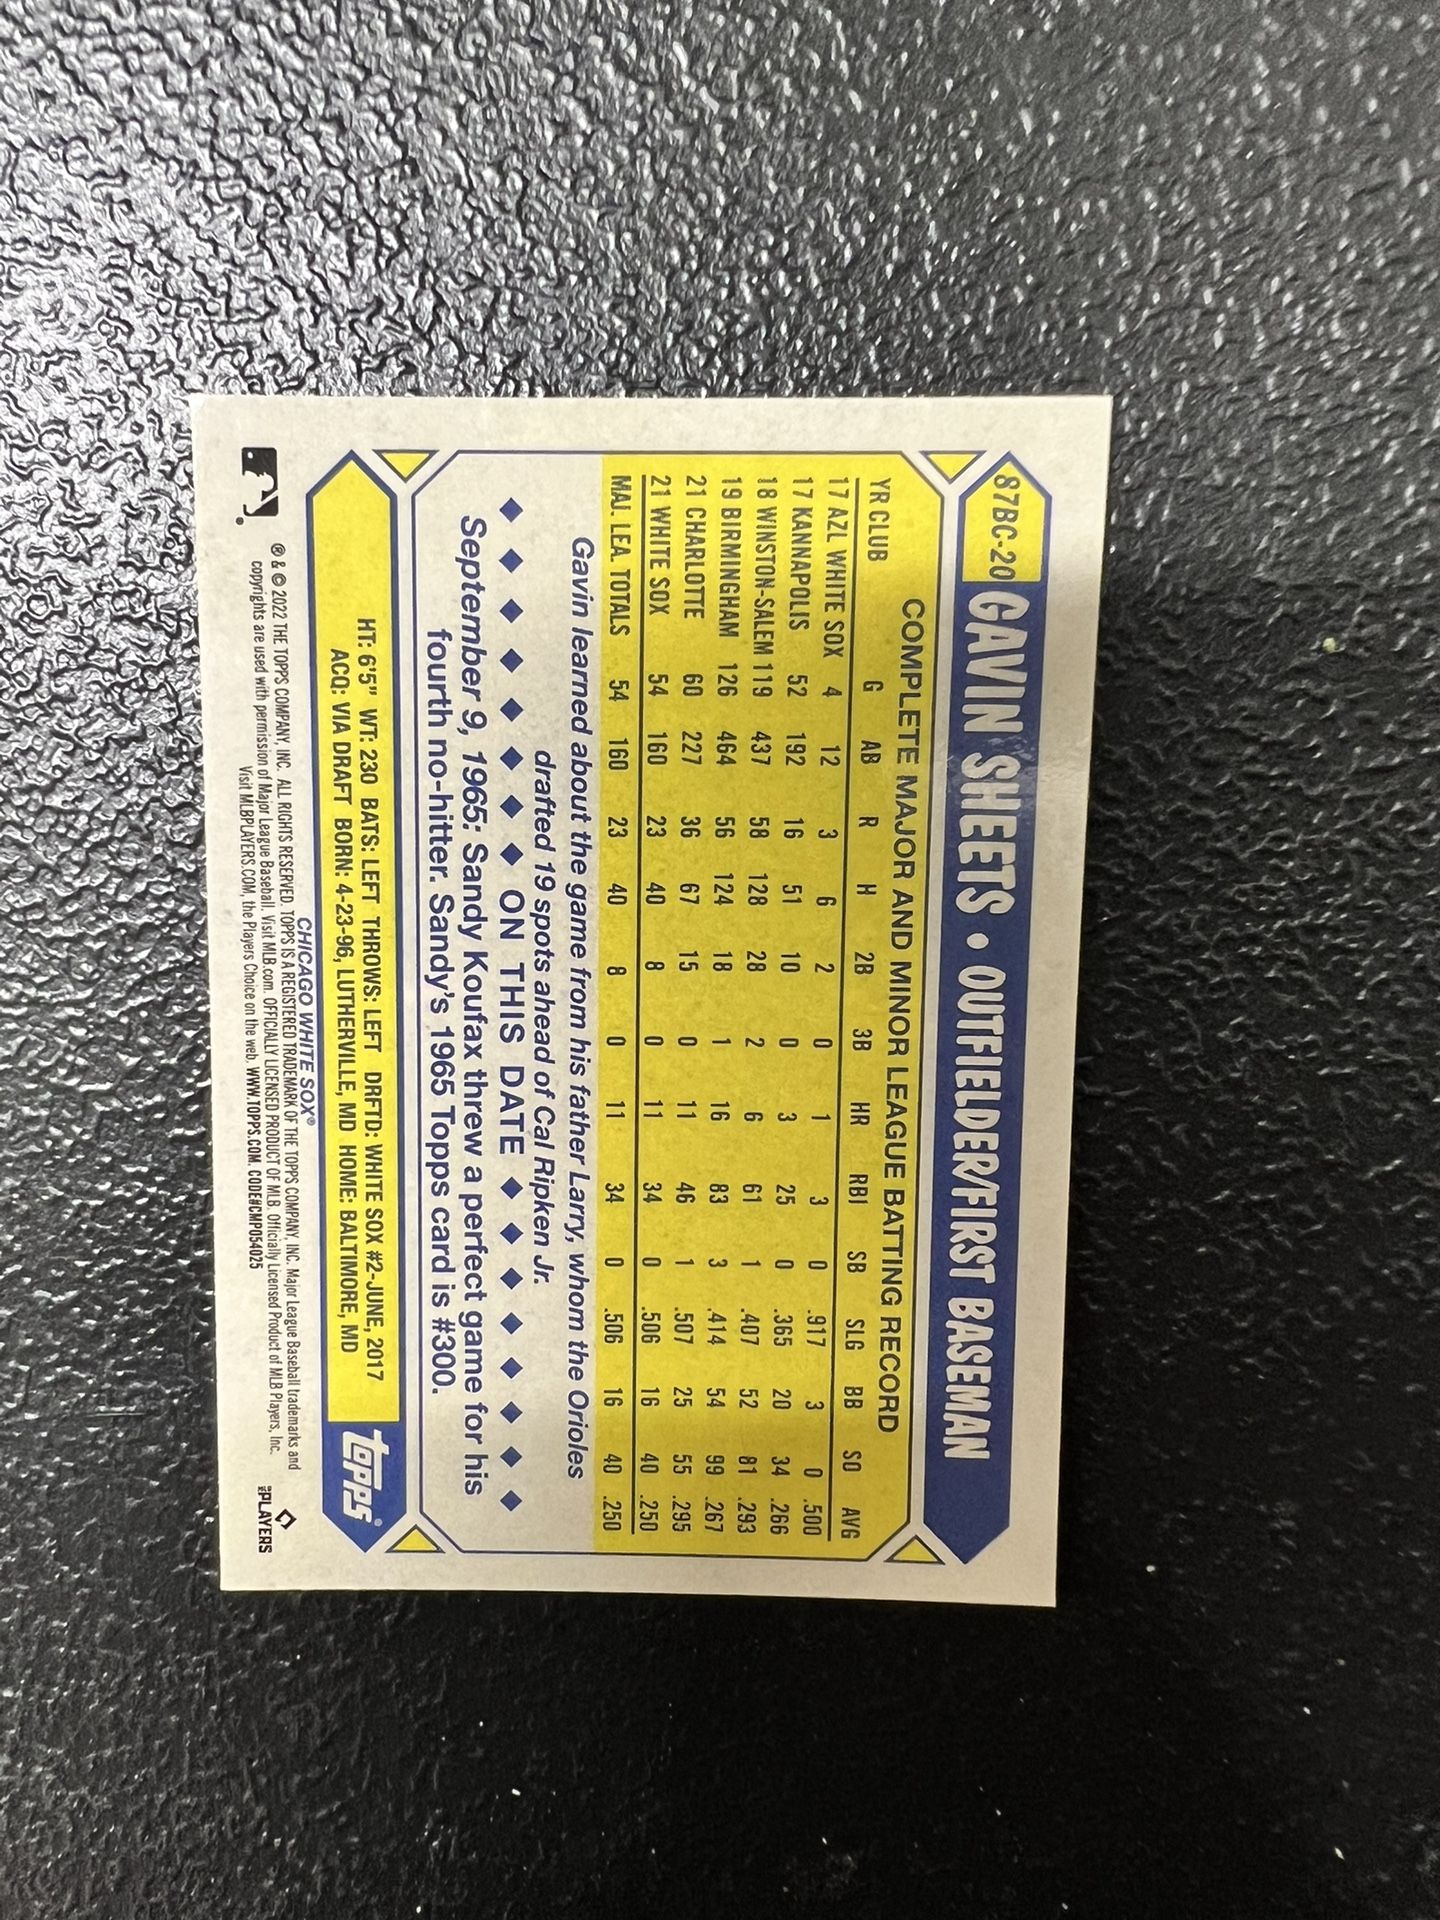 87BC-20 GAVIN SHEETS • OUTFIELDER/FIRST BASEMAN
COMPLETE MAJOR AND MINOR LEAGUE BATTING RECORD
YR CLUB G AB R H 2B 3B HR RBI SB SLG BB SO AVG
17 AZL WHITE SOX 4 12 3 6 2 0 1 3 0 .917 3 0 .500
17 KANNAPOLIS 52 192 16 51 10 0 3 25 0 .365 20 34 .266
18 WINSTON-SALEM 119 437 58 128 28 2 6 61 1 .407 52 81 .293
19 BIRMINGHAM 126 464 56 124 18 1 16 83 3 .414 54 99 .267
21 CHARLOTTE 60 227 36 67 15 0 11 46 1 .507 25 55 .295
21 WHITE SOX 54 160 23 40 8 0 11 34 0 .506 16 40 .250
MAJ. LEA. TOTALS 54 160 23 40 8 0 11 34 0 .506 16 40 .250
Gavin learned about the game from his father Larry, whom the Orioles
drafted 19 spots ahead of Cal Ripken Jr.
◆ ◆ ◆ ◆ ◆ ◆ ◆ ◆ ON THIS DATE ◆ ◆ ◆ ◆ ◆ ◆ ◆ ◆
September 9, 1965: Sandy Koufax threw a perfect game for his
fourth no-hitter. Sandy's 1965 Topps card is #300.
HT: 6'5" WT: 230 BATS: LEFT THROWS: LEFT DRFTD: WHITE SOX #2-JUNE, 2017
ACQ: VIA DRAFT BORN: 4-23-96, LUTHERVILLE, MD HOME: BALTIMORE, MD
topps®
CHICAGO WHITE SOX®
® & © 2022 THE TOPPS COMPANY, INC. ALL RIGHTS RESERVED. TOPPS IS A REGISTERED TRADEMARK OF THE TOPPS COMPANY, INC. Major League Baseball trademarks and
copyrights are used with permission of Major League Baseball. Visit MLB.com. OFFICIALLY LICENSED PRODUCT OF MLB. Officially Licensed Product of MLB Players, Inc.
Visit MLBPLAYERS.COM, the Players Choice on the web. WWW.TOPPS.COM. CODE#CMP054025
MLB PLAYERS